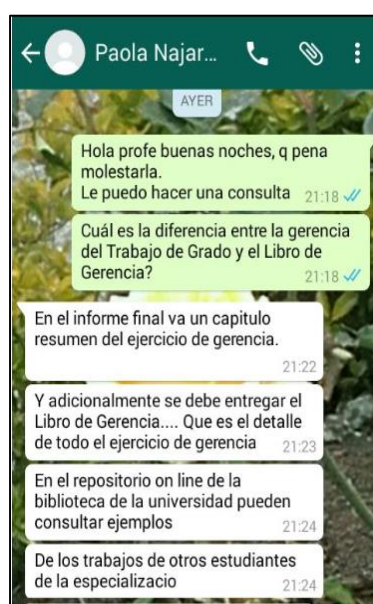 Paola Najar...
AYER
Hola profe buenas noches, q pena
molestarla.
Le puedo hacer una consulta 21:18
Cuál es la diferencia entre la gerencia
del Trabajo de Grado y el Libro de
Gerencia?
21:18
En el informe final va un capitulo
resumen del ejercicio de gerencia.
21:22
Y adicionalmente se debe entregar el
Libro de Gerencia.... Que es el detalle
de todo el ejercicio de gerencia 21:23
En el repositorio on line de la
biblioteca de la universidad pueden
consultar ejemplos 21:24
De los trabajos de otros estudiantes
de la especializacio 21:24